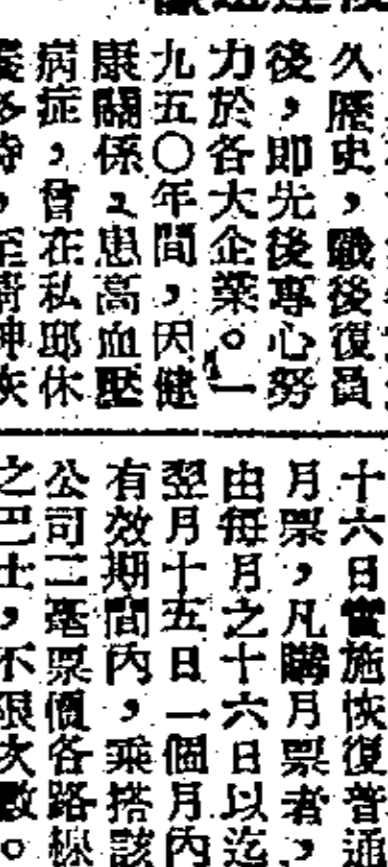 久歷史，戰後復員
後，即先後專心努
力於各大企業。一
九五〇年間，因健
康關係，患高血壓
病症，曾在私邸休
十六日實施恢復普通
月票，凡購月票者，
由每月之十六日以迄
翌月十五日一個月內
有效期間內，乘搭該
公司二毫票價各路線
之巴士，不限次數。